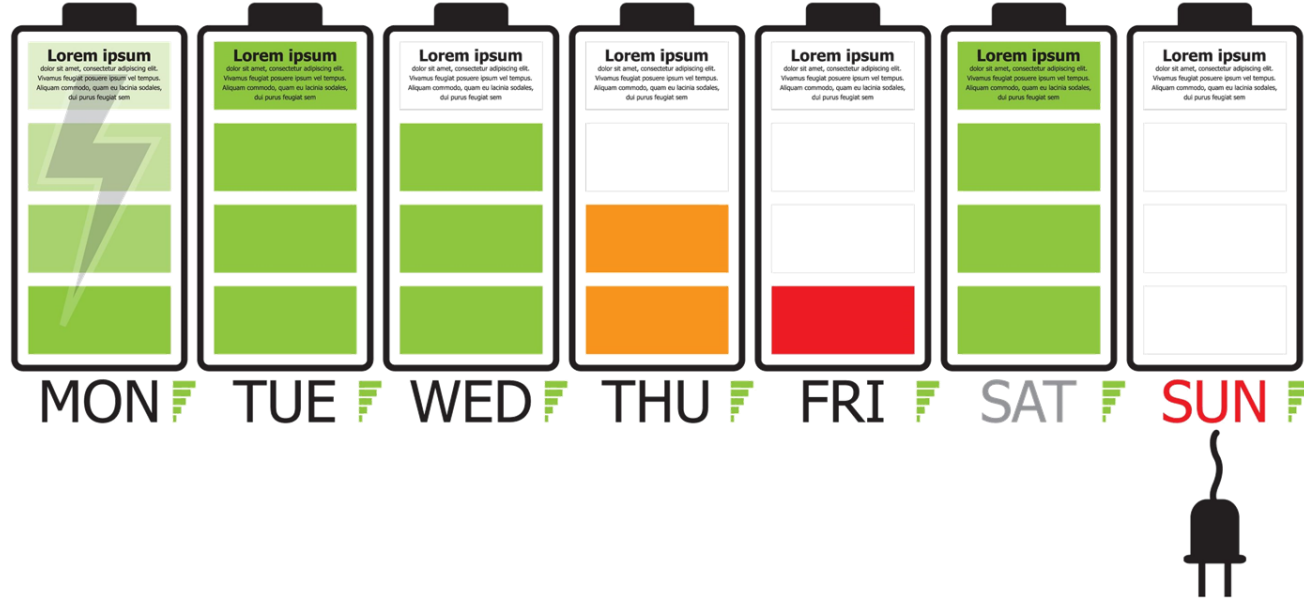 Lorem ipsum
dolor sit amet, consectetur adipiscing elit.
Vivamus feugiat posuere ipsum vel tempus.
Aliquam commodo, quam eu lacinia sodales,
dui purus feugiat sem
Lorem ipsum
dolor sit amet, consectetur adipiscing elit.
Vivamus feugiat posuere ipsum vel tempus.
Aliquam commodo, quam eu lacinia sodales,
dui purus feugiat sem
Lorem ipsum
dolor sit amet, consectetur adipiscing elit.
Vivamus feugiat posuere ipsum vel tempus.
Aliquam commodo, quam eu lacinia sodales,
dui purus feugiat sem
Lorem ipsum
dolor sit amet, consectetur adipiscing elit.
Vivamus feugiat posuere ipsum vel tempus.
Aliquam commodo, quam eu lacinia sodales,
dui purus feugiat sem
Lorem ipsum
dolor sit amet, consectetur adipiscing elit.
Vivamus feugiat posuere ipsum vel tempus.
Aliquam commodo, quam eu lacinia sodales,
dui purus feugiat sem
Lorem ipsum
dolor sit amet, consectetur adipiscing elit.
Vivamus feugiat posuere ipsum vel tempus.
Aliquam commodo, quam eu lacinia sodales,
dui purus feugiat sem
Lorem ipsum
dolor sit amet, consectetur adipiscing elit.
Vivamus feugiat posuere ipsum vel tempus.
Aliquam commodo, quam eu lacinia sodales,
dui purus feugiat sem
MON TUE WED THU FRI SAT SUN